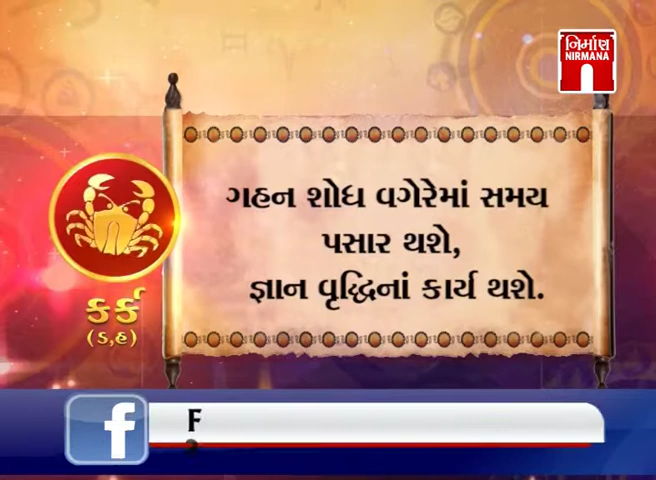 નિર્માણ
NIRMANA
ગહન શોધ વગેરેમાં સમય
પસાર થશે,
જ્ઞાન વૃદ્ધિનાં કાર્ય થશે.
કર્ક
(ડ,હ)
f F